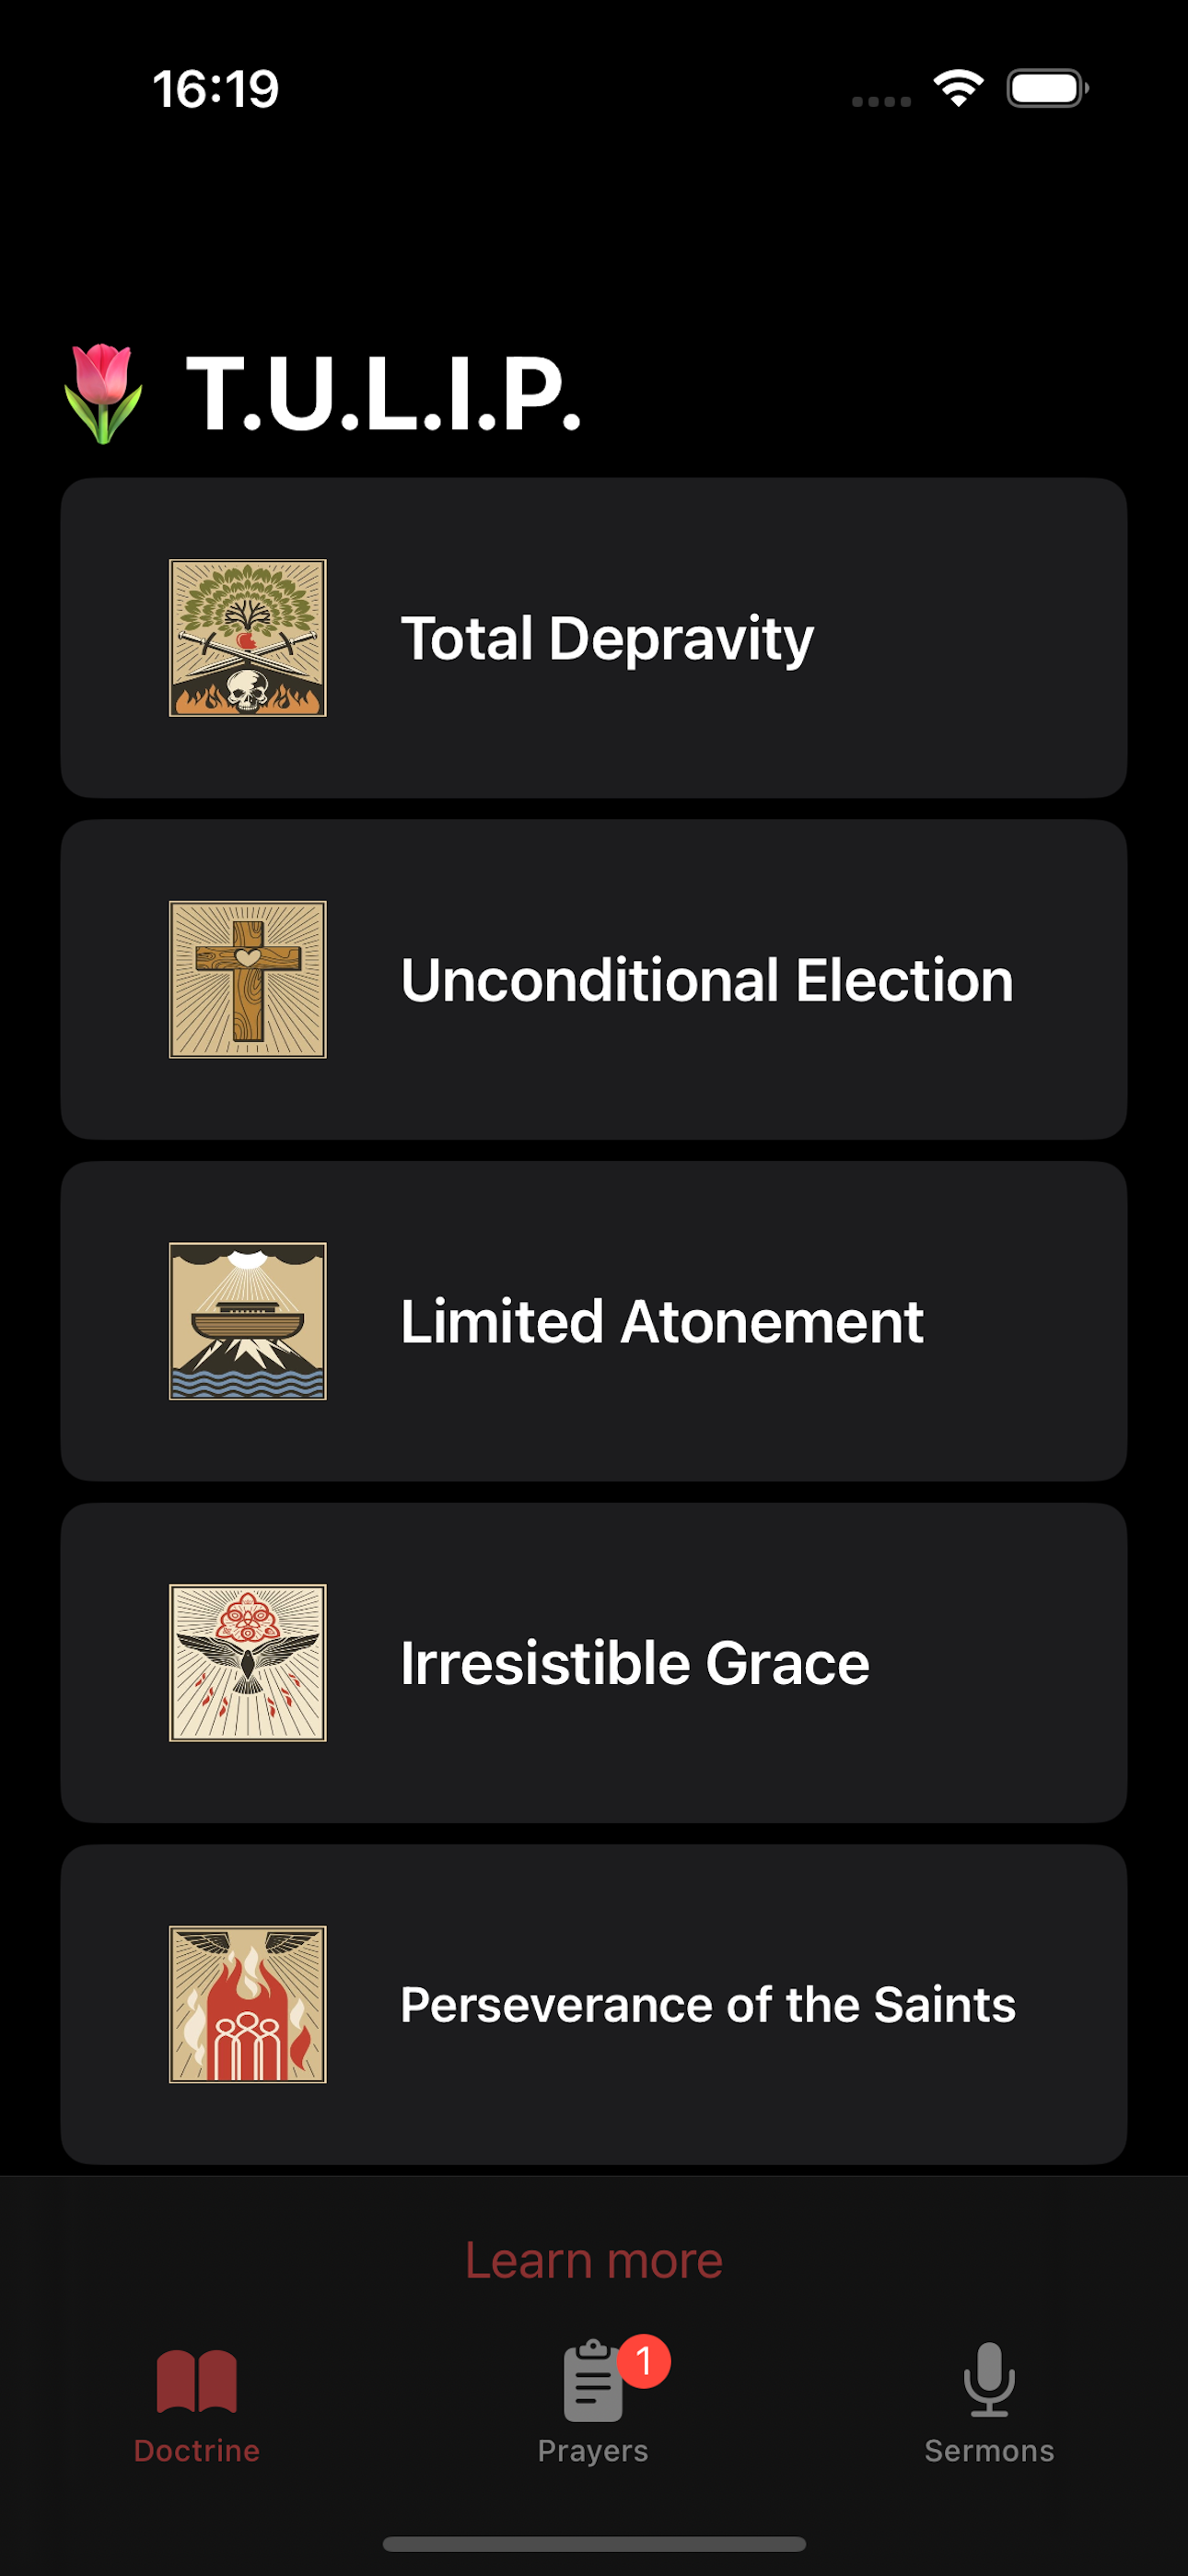 16:19
🌷 T.U.L.I.P.
Total Depravity
Unconditional Election
Limited Atonement
Irresistible Grace
Perseverance of the Saints
Learn more
1
Doctrine Prayers Sermons